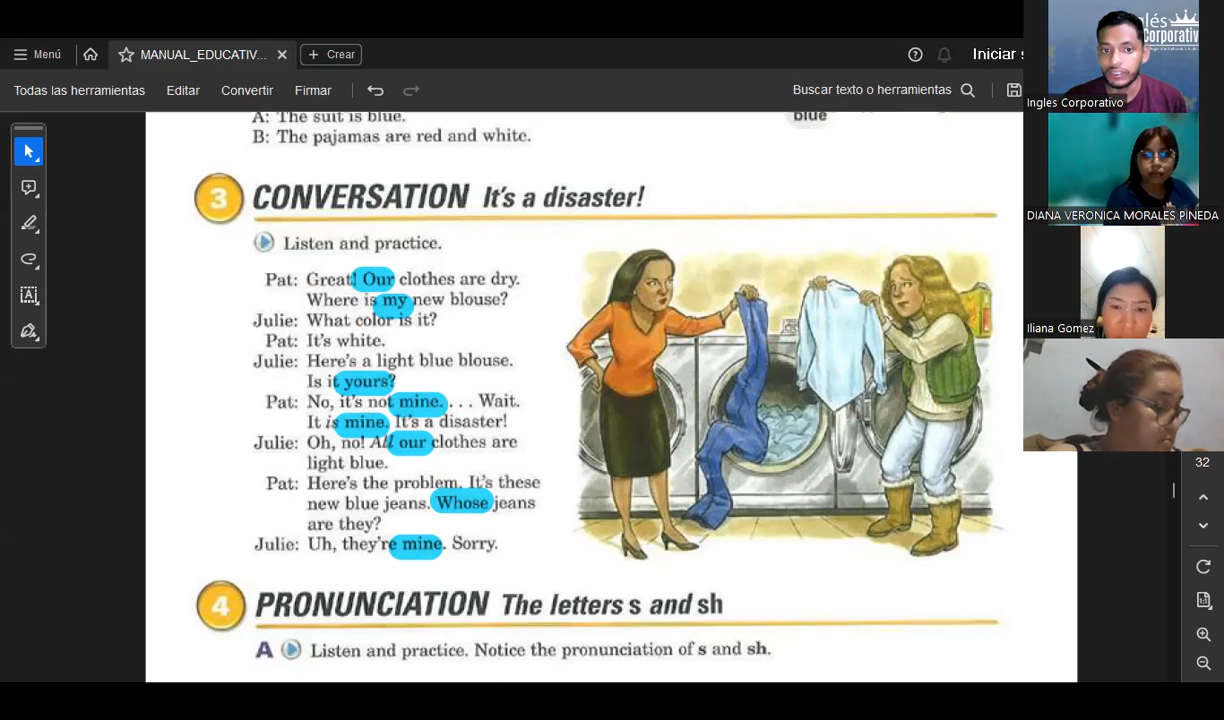 Menú
MANUAL_EDUCATIV...
Crear
Iniciar s
Todas las herramientas
Editar
Convertir
Firmar
Buscar texto o herramientas
A: The suit is blue.
B: The pajamas are red and white.
blue
3 CONVERSATION It's a disaster!
Listen and practice.
Pat: Great! Our clothes are dry.
Where is my new blouse?
Julie: What color is it?
Pat: It's white.
Julie: Here's a light blue blouse.
Is it yours?
Pat: No, it's not mine. . . . Wait.
It is mine. It's a disaster!
Julie: Oh, no! All our clothes are
light blue.
Pat: Here's the problem. It's these
new blue jeans. Whose jeans
are they?
Julie: Uh, they're mine. Sorry.
4 PRONUNCIATION The letters s and sh
A Listen and practice. Notice the pronunciation of s and sh.
32
1:1
glés
Corporativ
Ingles Corporativo
DIANA VERONICA MORALES PINEDA
Iliana Gomez